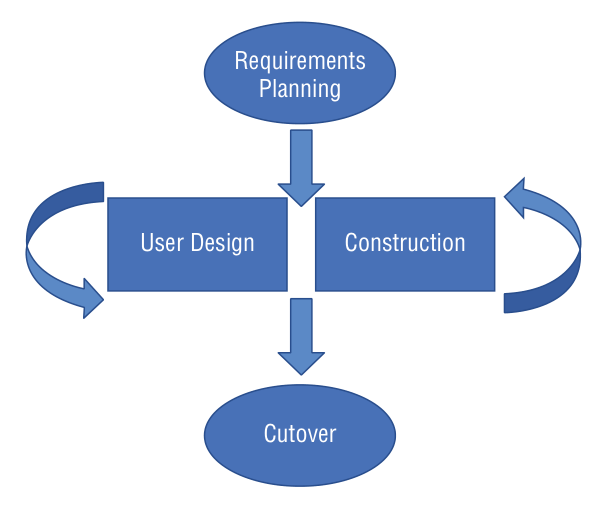 Requirements
Planning
User Design
Construction
Cutover